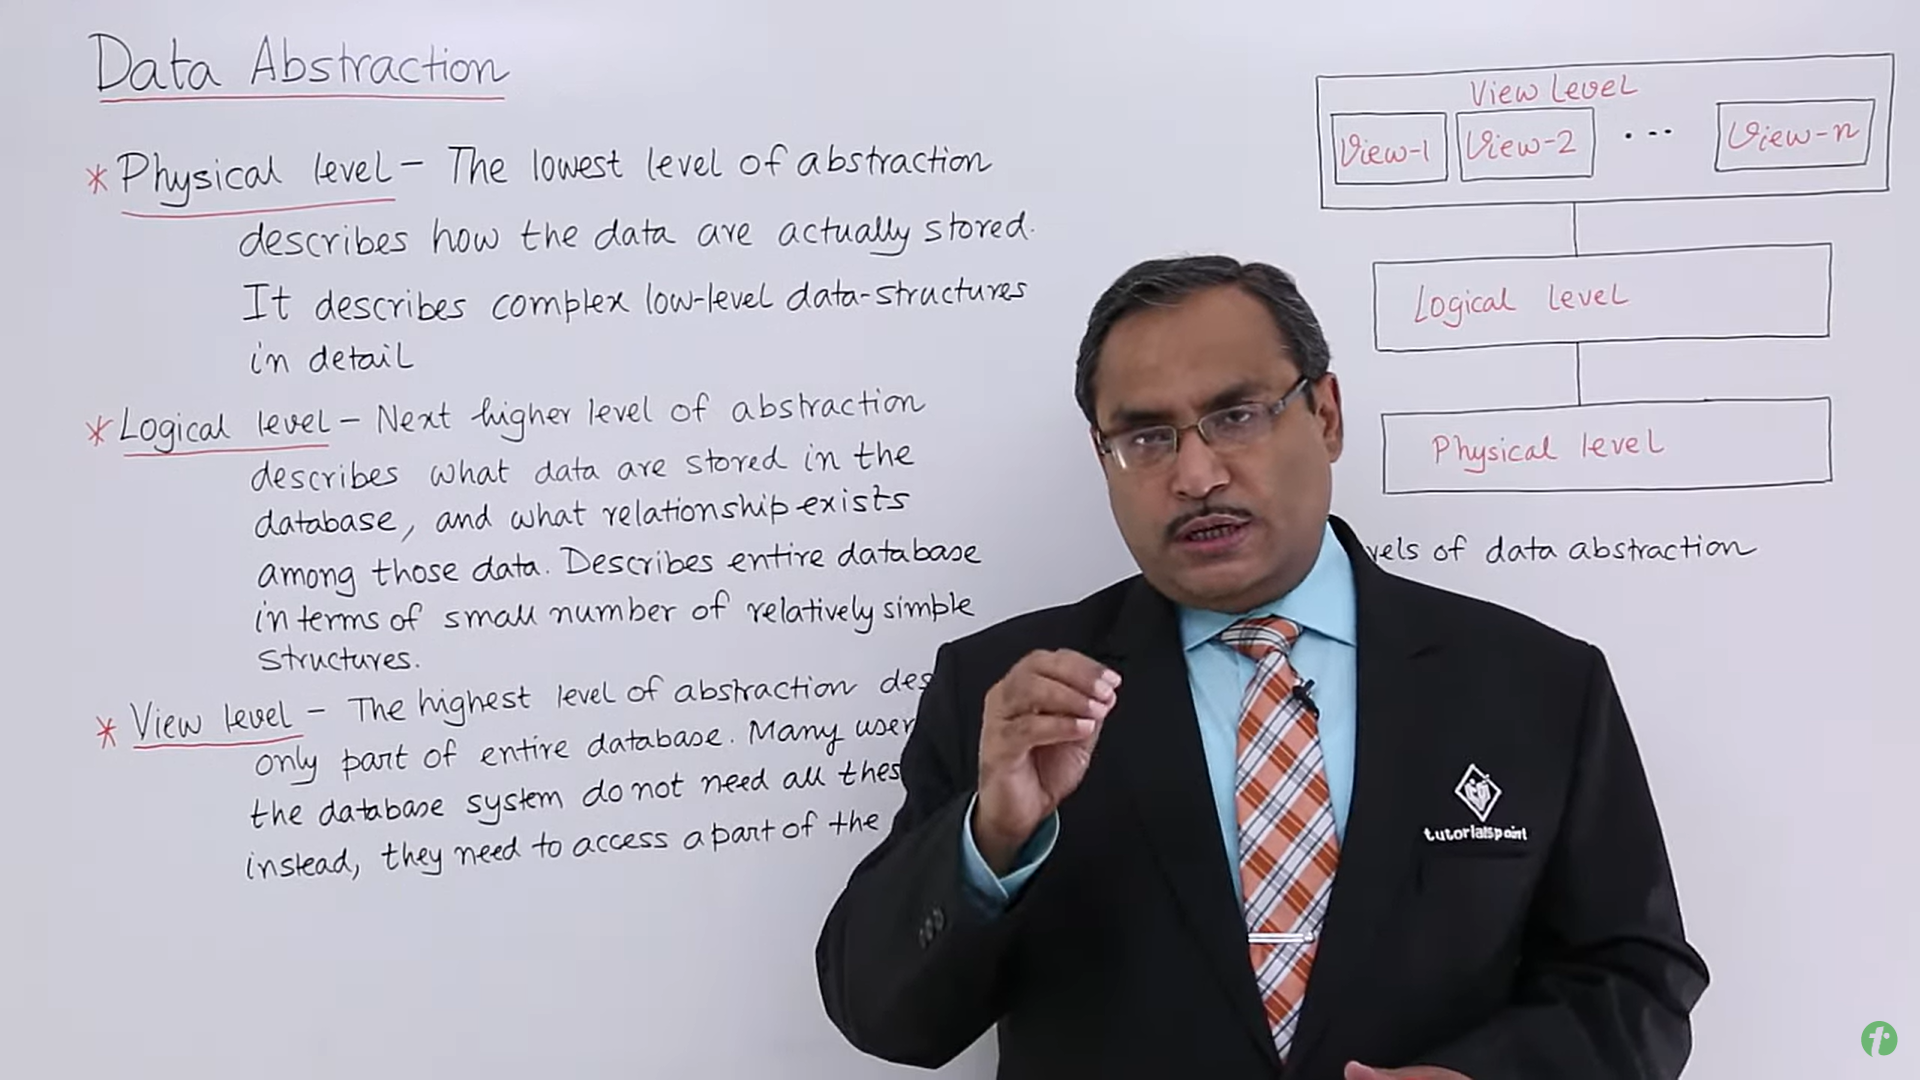 Data Abstraction
* Physical level – The lowest level of abstraction
describes how the data are actually stored.
It describes complex low-level data-structures
in detail
* Logical level – Next higher level of abstraction
describes what data are stored in the
database, and what relationship exists
among those data. Describes entire database
in terms of small number of relatively simple
structures.
* View level – The highest level of abstraction des
only part of entire database. Many user
the database system do not need all thes
instead, they need to access a part of the
View Level
View-1 View-2 ... View-n
Logical level
Physical level
vels of data abstraction
tutorialspoint